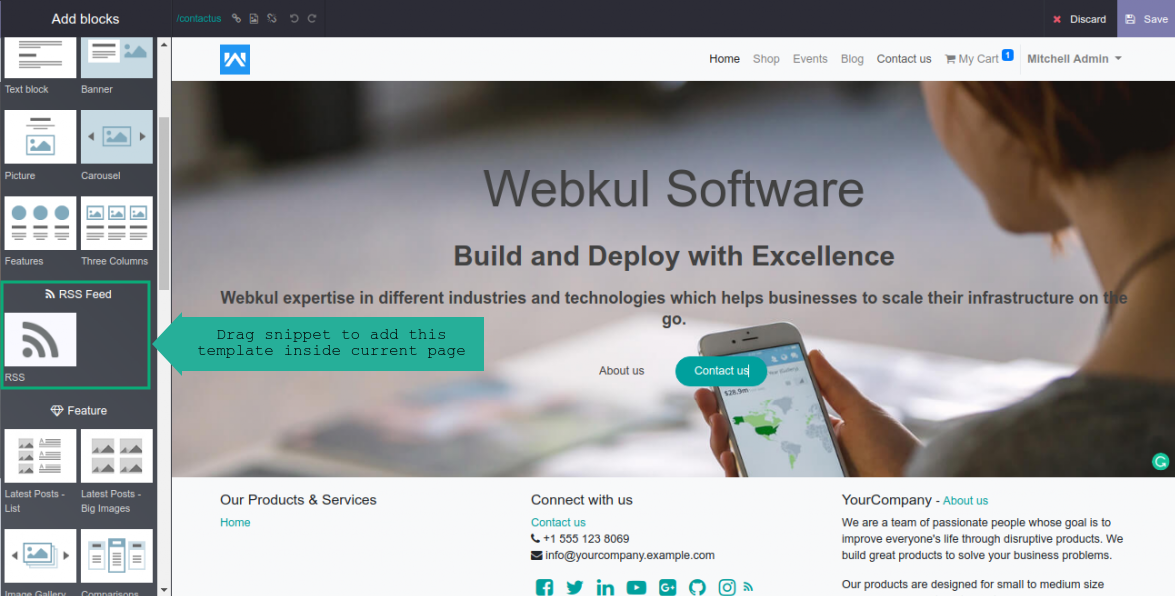 Add blocks
/contactus
Discard
Save
Text block
Banner
Picture
Carousel
Features
Three Columns
RSS Feed
RSS
Feature
Latest Posts -
List
Latest Posts -
Big Images
Image Gallery
Comparisons
Drag snippet to add this
template inside current page
Home
Shop
Events
Blog
Contact us
My Cart 1
Mitchell Admin
Webkul Software
Build and Deploy with Excellence
Webkul expertise in different industries and technologies which helps businesses to scale their infrastructure on the
go.
About us
Contact us
$28.9m
Our Products & Services
Home
Connect with us
Contact us
+1 555 123 8069
info@yourcompany.example.com
YourCompany - About us
We are a team of passionate people whose goal is to
improve everyone's life through disruptive products. We
build great products to solve your business problems.
Our products are designed for small to medium size